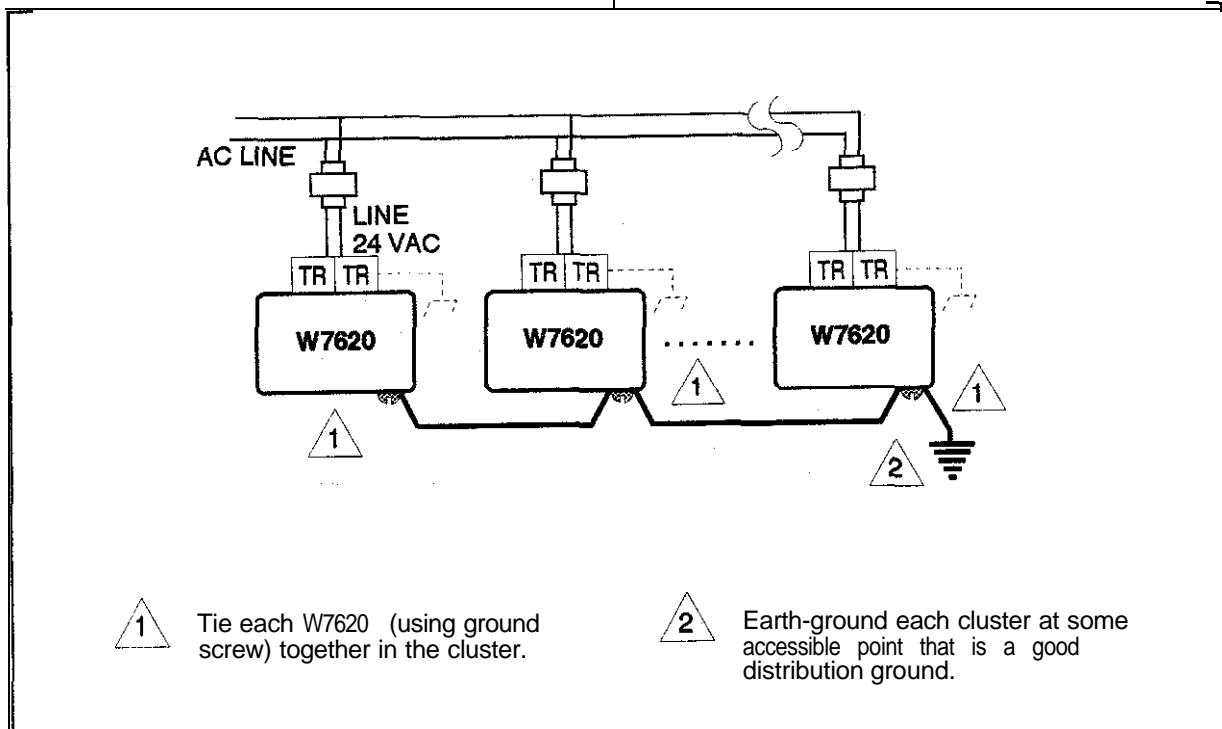 AC LINE
LINE
24 VAC
TR TR
TR TR
TR TR
W7620
W7620
W7620
1
1
1
2
1 Tie each W7620 (using ground
screw) together in the cluster.
2 Earth-ground each cluster at some
accessible point that is a good
distribution ground.